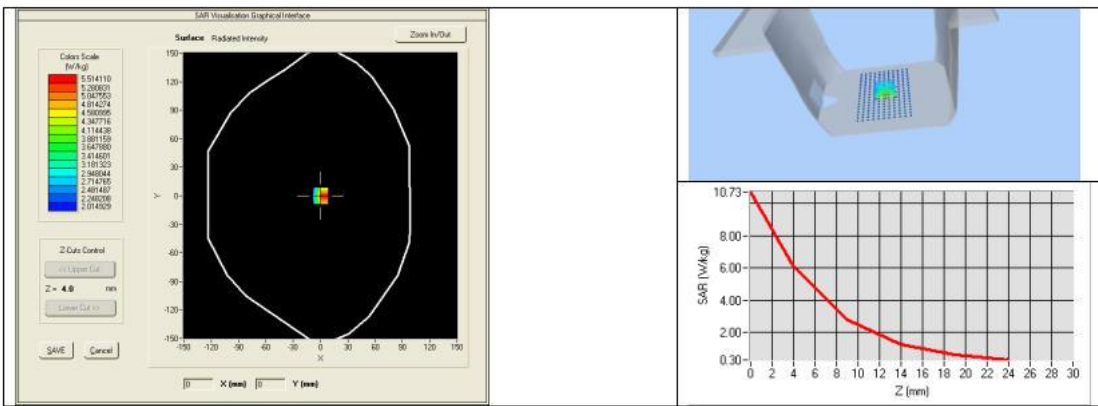 SAR Visualisation Graphical Interface
Surface Radiated Intensity
Zoom In/Out
Colors Scale
(W/kg)
5.514110
5.280831
5.047553
4.814274
4.580995
4.347716
4.114438
3.881159
3.647880
3.414601
3.181323
2.948044
2.714765
2.481487
2.248208
2.014929
150
120
90
60
30
Y
0
-30
-60
-90
-120
-150
-150 -120 -90 -60 -30 0 30 60 90 120 150
X
Z-Cuts Control
<< Upper Cut
Z = 4.0 mm
Lower Cut >>
SAVE Cancel
0 X (mm) 0 Y (mm)
10.73
8.00
6.00
4.00
2.00
0.30
SAR (W/kg)
0 2 4 6 8 10 12 14 16 18 20 22 24 26 28 30
Z (mm)